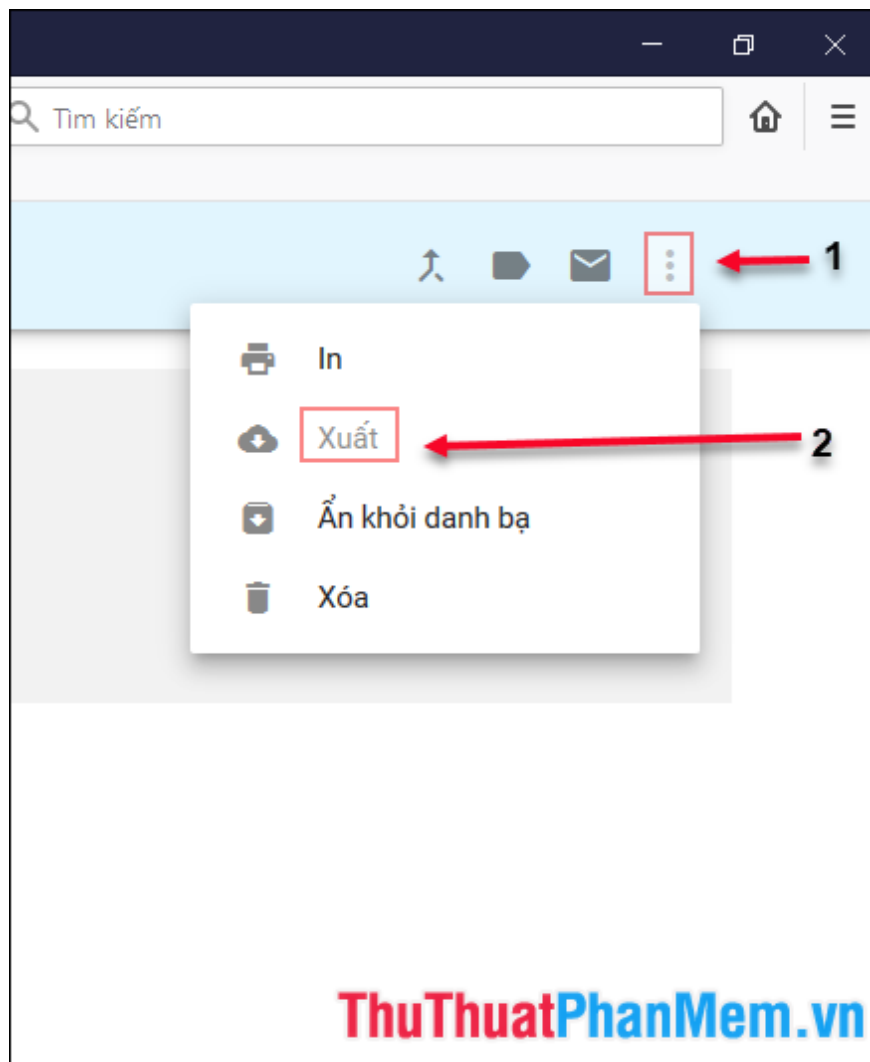 Tìm kiếm
1
In
Xuất
2
Ẩn khỏi danh bạ
Xóa
ThuThuatPhanMem.vn